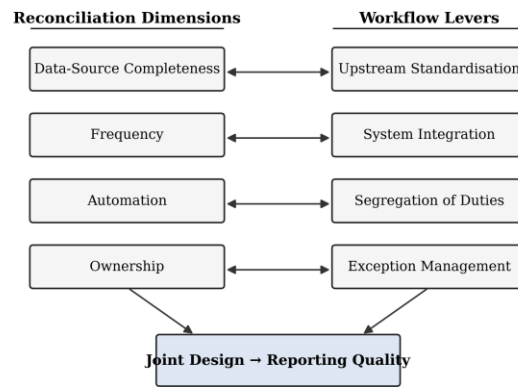 Reconciliation Dimensions
Workflow Levers
Data-Source Completeness
Upstream Standardisation
Frequency
System Integration
Automation
Segregation of Duties
Ownership
Exception Management
Joint Design → Reporting Quality